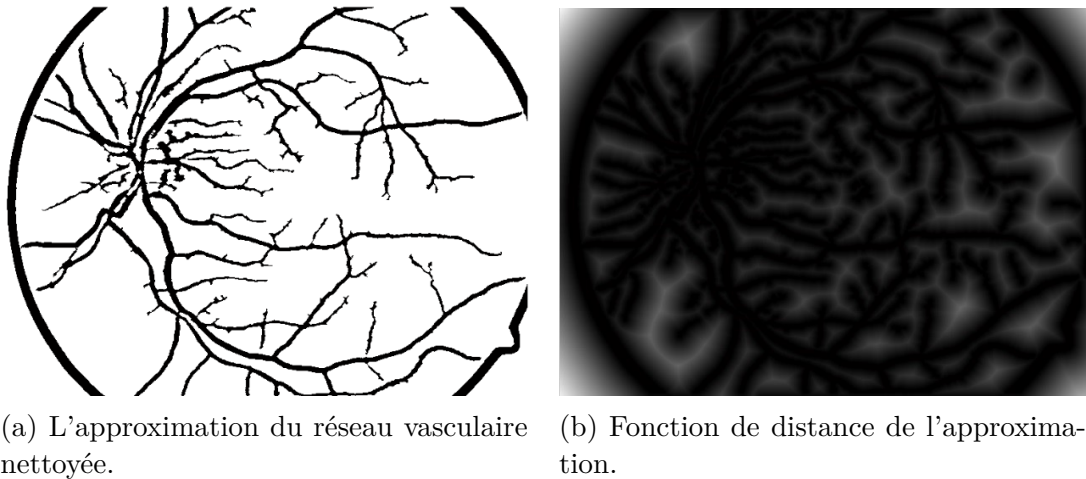 (a) L'approximation du réseau vasculaire
nettoyée.
(b) Fonction de distance de l'approxima-
tion.